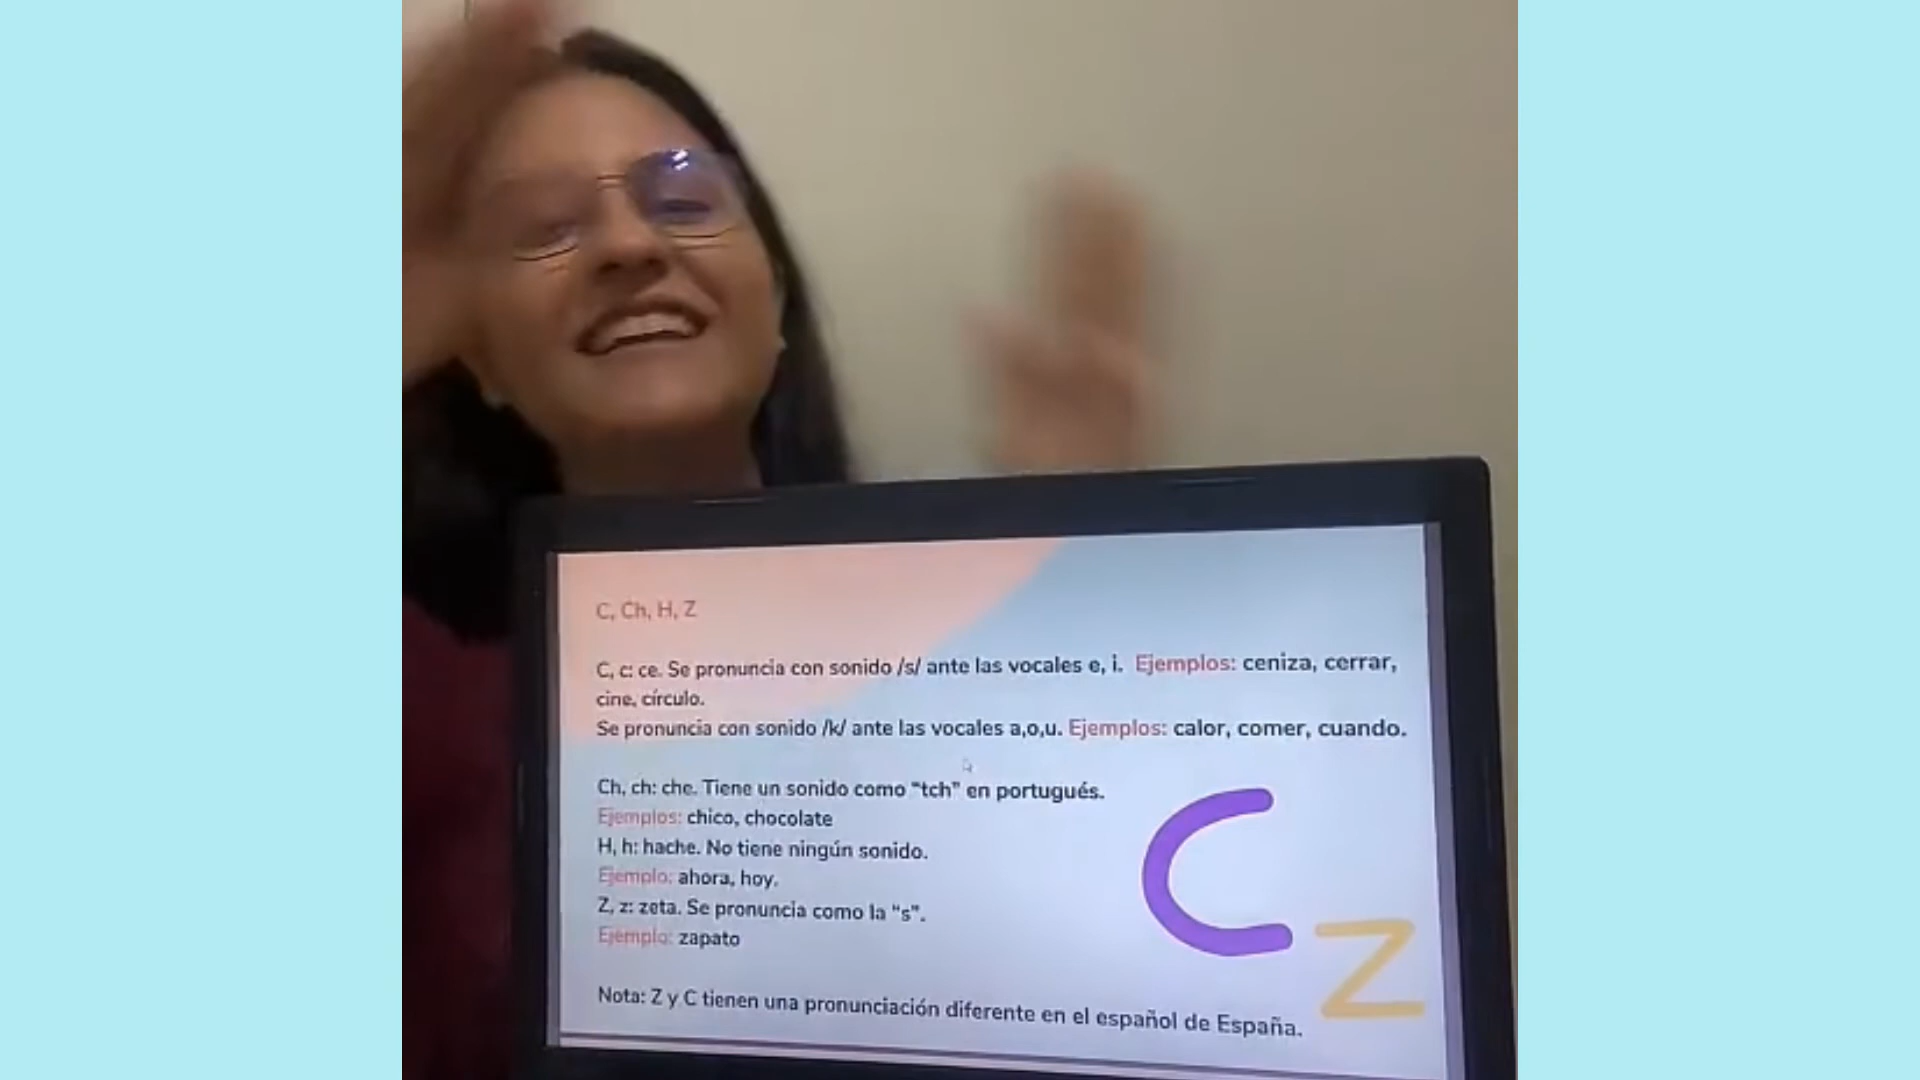 C, Ch, H, Z
C, c: ce. Se pronuncia con sonido /s/ ante las vocales e, i. Ejemplos: ceniza, cerrar,
cine, círculo.
Se pronuncia con sonido /k/ ante las vocales a,o,u. Ejemplos: calor, comer, cuando.
Ch, ch: che. Tiene un sonido como "tch" en portugués.
Ejemplos: chico, chocolate
H, h: hache. No tiene ningún sonido.
Ejemplo: ahora, hoy.
Z, z: zeta. Se pronuncia como la "s".
Ejemplo: zapato
C
Z
Nota: Z y C tienen una pronunciación diferente en el español de España.